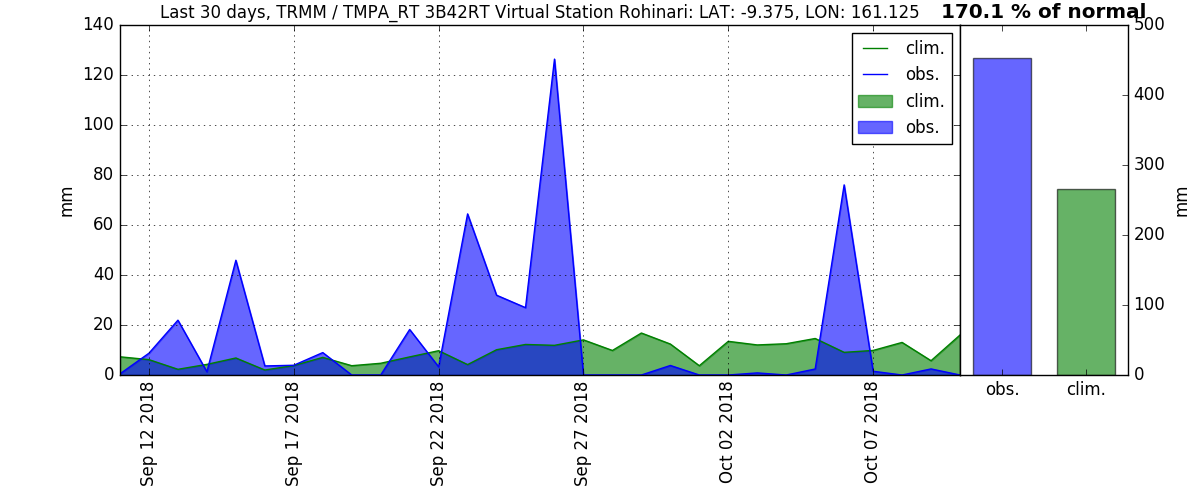 Last 30 days, TRMM / TMPA_RT 3B42RT Virtual Station Rohinari: LAT: -9.375, LON: 161.125
170.1 % of normal
140
120
100
80
60
40
20
0
mm
clim.
obs.
clim.
obs.
Sep 12 2018
Sep 17 2018
Sep 22 2018
Sep 27 2018
Oct 02 2018
Oct 07 2018
500
400
300
200
100
0
mm
obs.
clim.